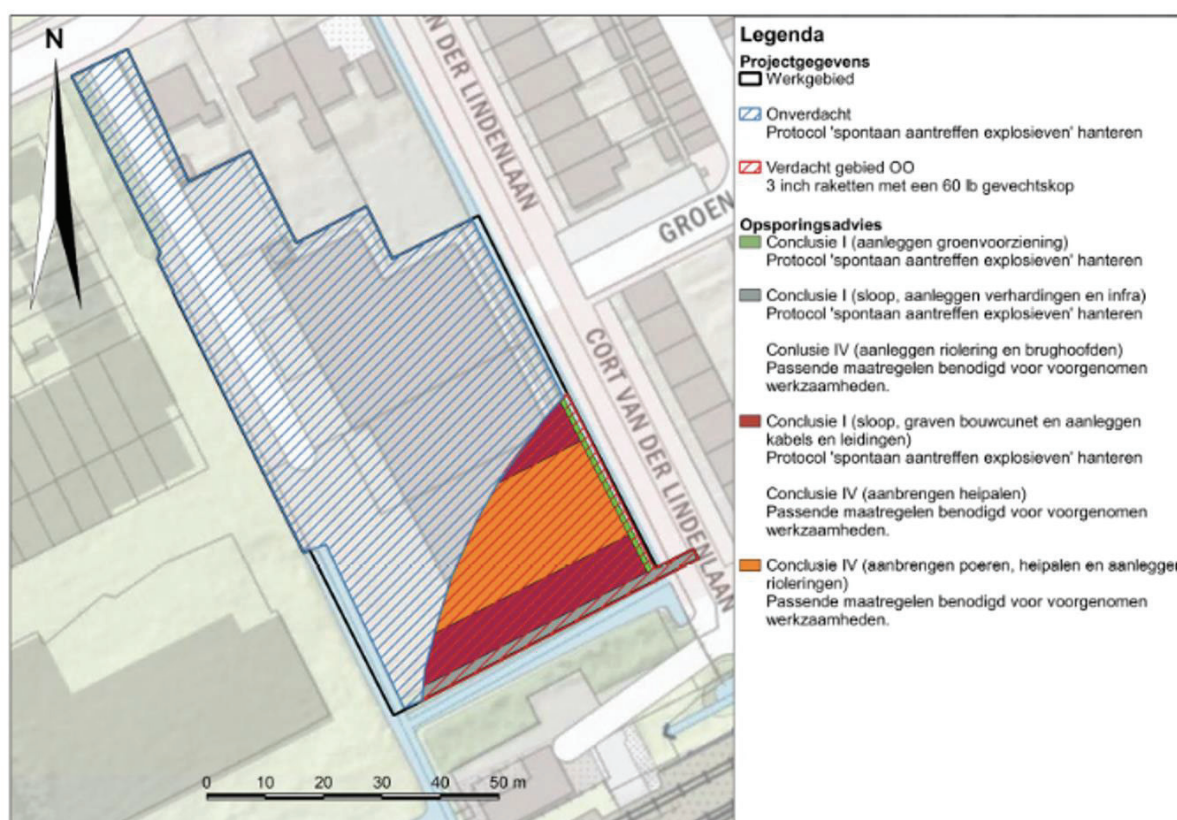 N
N DER LINDENLAAN
GROEN
CORT VAN DER LINDENLAAN
0 10 20 30 40 50 m
Legenda
Projectgegevens
Werkgebied
Onverdacht
Protocol 'spontaan aantreffen explosieven' hanteren
Verdacht gebied OO
3 inch raketten met een 60 lb gevechtskop
Opsporingsadvies
Conclusie I (aanleggen groenvoorziening)
Protocol 'spontaan aantreffen explosieven' hanteren
Conclusie I (sloop, aanleggen verhardingen en infra)
Protocol 'spontaan aantreffen explosieven' hanteren
Conlusie IV (aanleggen riolering en brughoofden)
Passende maatregelen benodigd voor voorgenomen
werkzaamheden.
Conclusie I (sloop, graven bouwcunet en aanleggen
kabels en leidingen)
Protocol 'spontaan aantreffen explosieven' hanteren
Conclusie IV (aanbrengen heipalen)
Passende maatregelen benodigd voor voorgenomen
werkzaamheden.
Conclusie IV (aanbrengen poeren, heipalen en aanleggen
rioleringen)
Passende maatregelen benodigd voor voorgenomen
werkzaamheden.